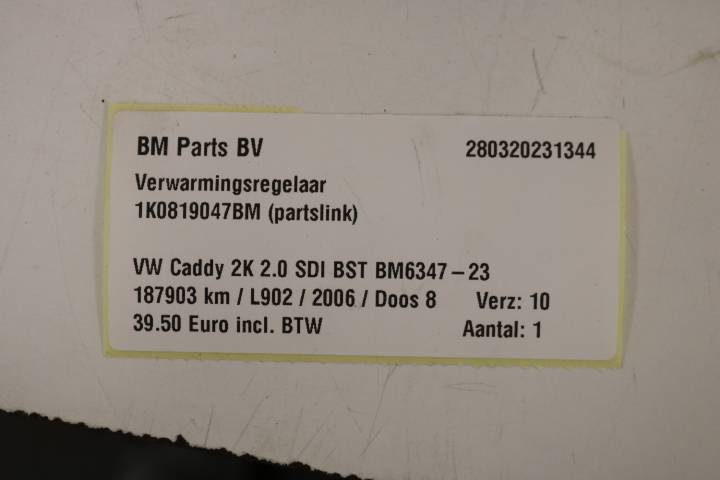 BM Parts BV 280320231344
Verwarmingsregelaar
1K0819047BM (partslink)
VW Caddy 2K 2.0 SDI BST BM6347-23
187903 km / L902 / 2006 / Doos 8 Verz: 10
39.50 Euro incl. BTW Aantal: 1